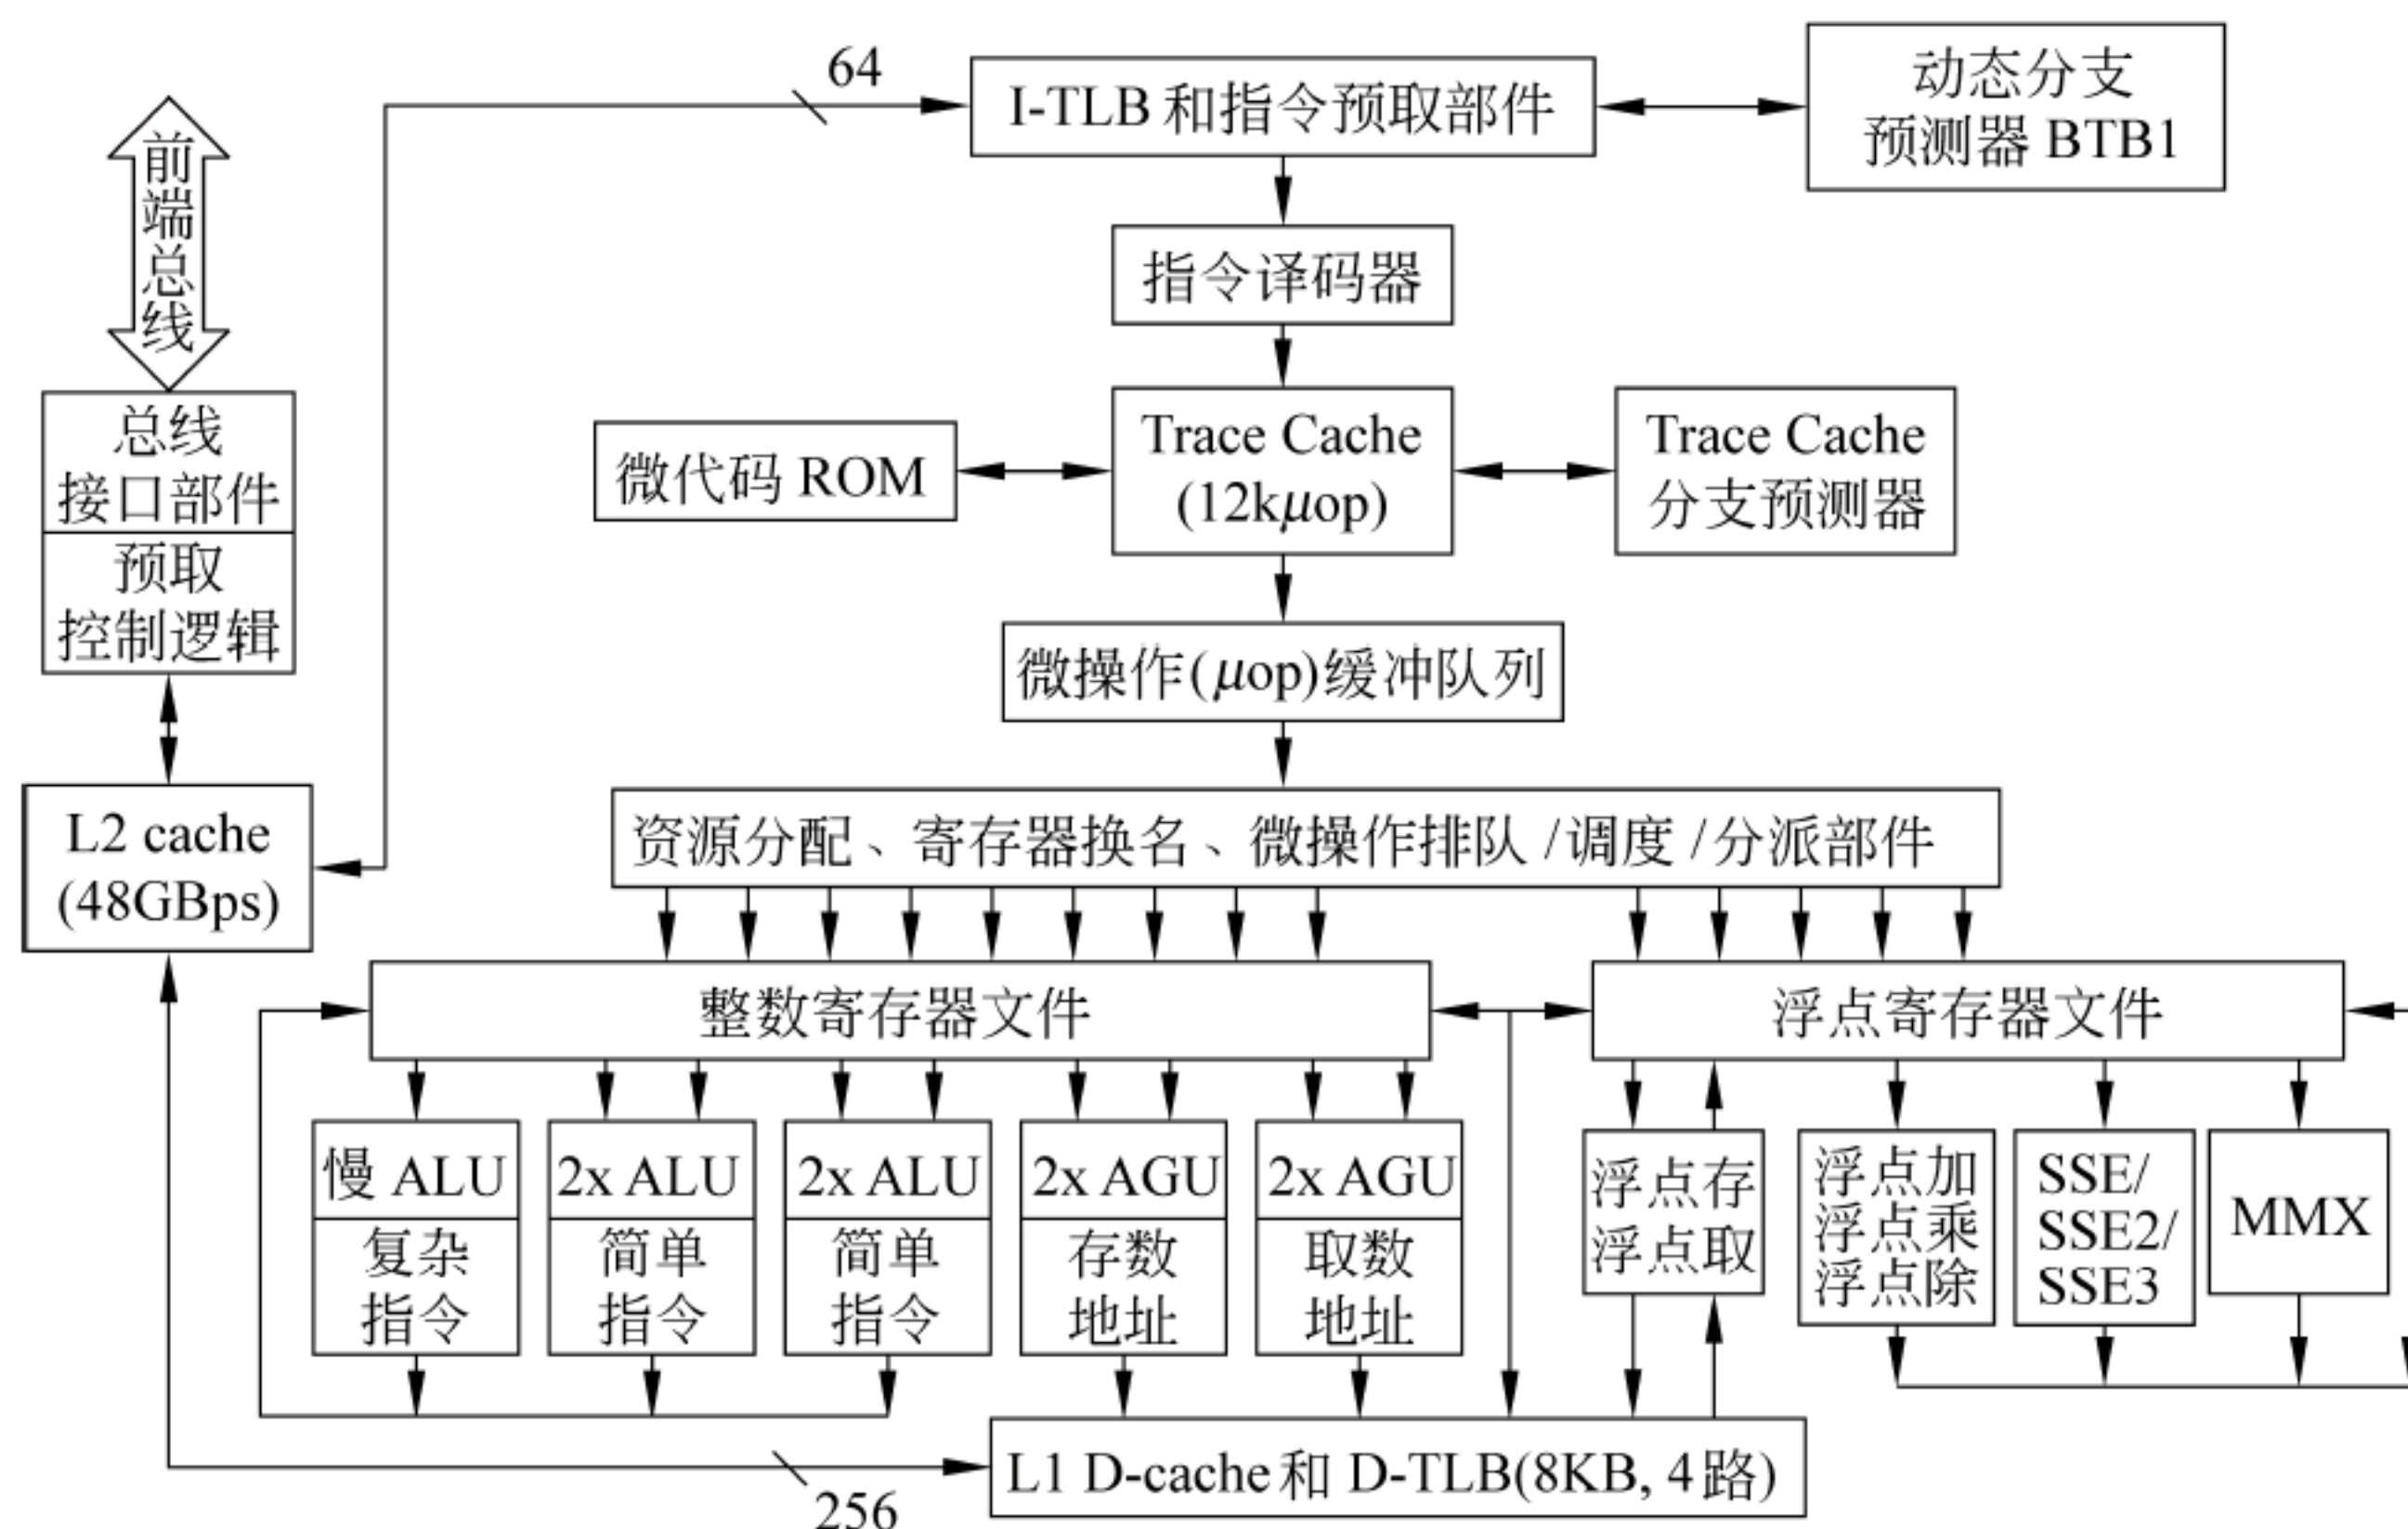 64
I-TLB 和指令预取部件
动态分支
预测器 BTB1
前端总线
指令译码器
总线
接口部件
预取
控制逻辑
微代码 ROM
Trace Cache
(12kμop)
Trace Cache
分支预测器
微操作(μop)缓冲队列
L2 cache
(48GBps)
资源分配、寄存器换名、微操作排队/调度/分派部件
整数寄存器文件
浮点寄存器文件
慢 ALU
复杂
指令
2x ALU
简单
指令
2x ALU
简单
指令
2x AGU
存数
地址
2x AGU
取数
地址
浮点存
浮点取
浮点加
浮点乘
浮点除
SSE/
SSE2/
SSE3
MMX
L1 D-cache和 D-TLB(8KB, 4路)
256